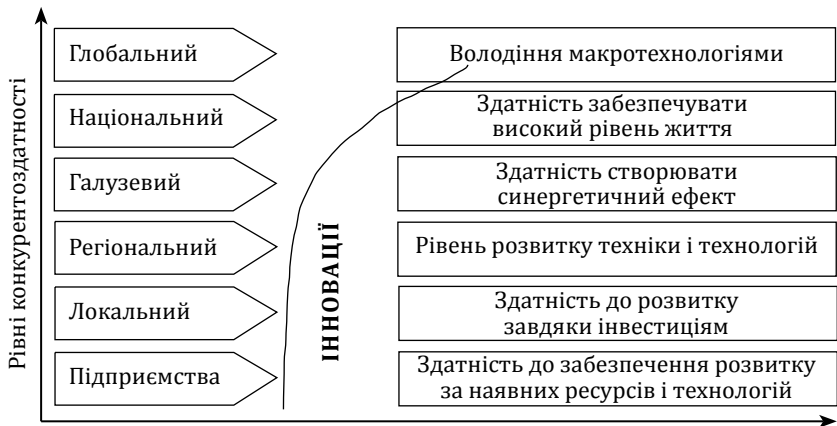 Рівні конкурентоздатності
Глобальний
Володіння макротехнологіями
Національний
Здатність забезпечувати
високий рівень життя
Галузевий
Здатність створювати
синергетичний ефект
Регіональний
Рівень розвитку техніки і технологій
Локальний
Здатність до розвитку
завдяки інвестиціям
Підприємства
Здатність до забезпечення розвитку
за наявних ресурсів і технологій
ІННОВАЦІЇ